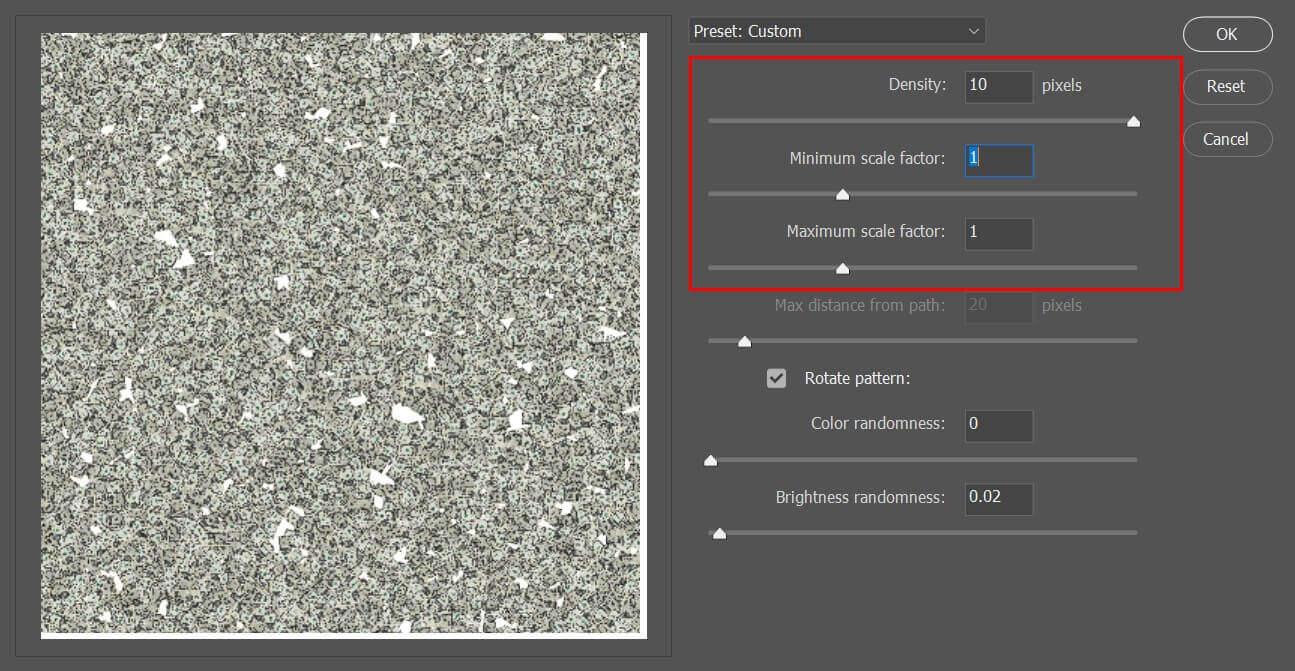 Preset: Custom
OK
Density: 10 pixels
Reset
Cancel
Minimum scale factor: 1
Maximum scale factor: 1
Max distance from path: 20 pixels
Rotate pattern:
Color randomness: 0
Brightness randomness: 0.02